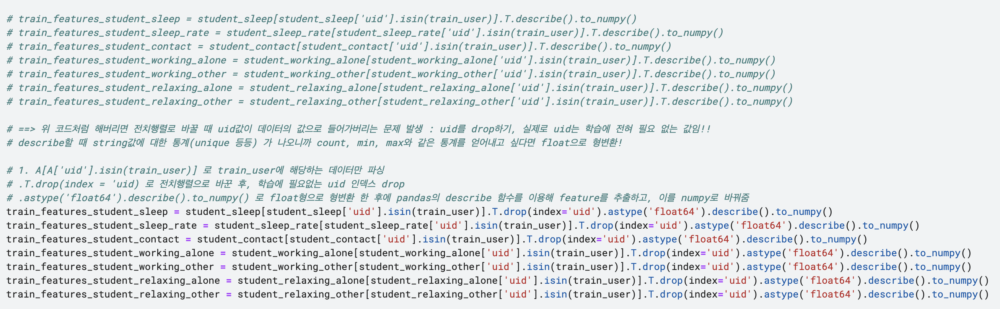 # train_features_student_sleep = student_sleep[student_sleep['uid'].isin(train_user)].T.describe().to_numpy()
# train_features_student_sleep_rate = student_sleep_rate[student_sleep_rate['uid'].isin(train_user)].T.describe().to_numpy()
# train_features_student_contact = student_contact[student_contact['uid'].isin(train_user)].T.describe().to_numpy()
# train_features_student_working_alone = student_working_alone[student_working_alone['uid'].isin(train_user)].T.describe().to_numpy()
# train_features_student_working_other = student_working_other[student_working_other['uid'].isin(train_user)].T.describe().to_numpy()
# train_features_student_relaxing_alone = student_relaxing_alone[student_relaxing_alone['uid'].isin(train_user)].T.describe().to_numpy()
# train_features_student_relaxing_other = student_relaxing_other[student_relaxing_other['uid'].isin(train_user)].T.describe().to_numpy()
# ==> 위 코드처럼 해버리면 전치행렬로 바꿀 때 uid값이 데이터의 값으로 들어가버리는 문제 발생 : uid를 drop하기, 실제로 uid는 학습에 전혀 필요 없는 값임!!
# describe할 때 string값에 대한 통계(unique 등등) 가 나오니까 count, min, max와 같은 통계를 얻어내고 싶다면 float으로 형변환!
# 1. A[A['uid'].isin(train_user)] 로 train_user에 해당하는 데이터만 파싱
# .T.drop(index = 'uid) 로 전치행렬으로 바꾼 후, 학습에 필요없는 uid 인덱스 drop
# .astype('float64').describe().to_numpy() 로 float형으로 형변환 한 후에 pandas의 describe 함수를 이용해 feature를 추출하고, 이를 numpy로 바꿔줌
train_features_student_sleep = student_sleep[student_sleep['uid'].isin(train_user)].T.drop(index='uid').astype('float64').describe().to_numpy()
train_features_student_sleep_rate = student_sleep_rate[student_sleep_rate['uid'].isin(train_user)].T.drop(index='uid').astype('float64').describe().to_numpy()
train_features_student_contact = student_contact[student_contact['uid'].isin(train_user)].T.drop(index='uid').astype('float64').describe().to_numpy()
train_features_student_working_alone = student_working_alone[student_working_alone['uid'].isin(train_user)].T.drop(index='uid').astype('float64').describe().to_numpy()
train_features_student_working_other = student_working_other[student_working_other['uid'].isin(train_user)].T.drop(index='uid').astype('float64').describe().to_numpy()
train_features_student_relaxing_alone = student_relaxing_alone[student_relaxing_alone['uid'].isin(train_user)].T.drop(index='uid').astype('float64').describe().to_numpy()
train_features_student_relaxing_other = student_relaxing_other[student_relaxing_other['uid'].isin(train_user)].T.drop(index='uid').astype('float64').describe().to_numpy()